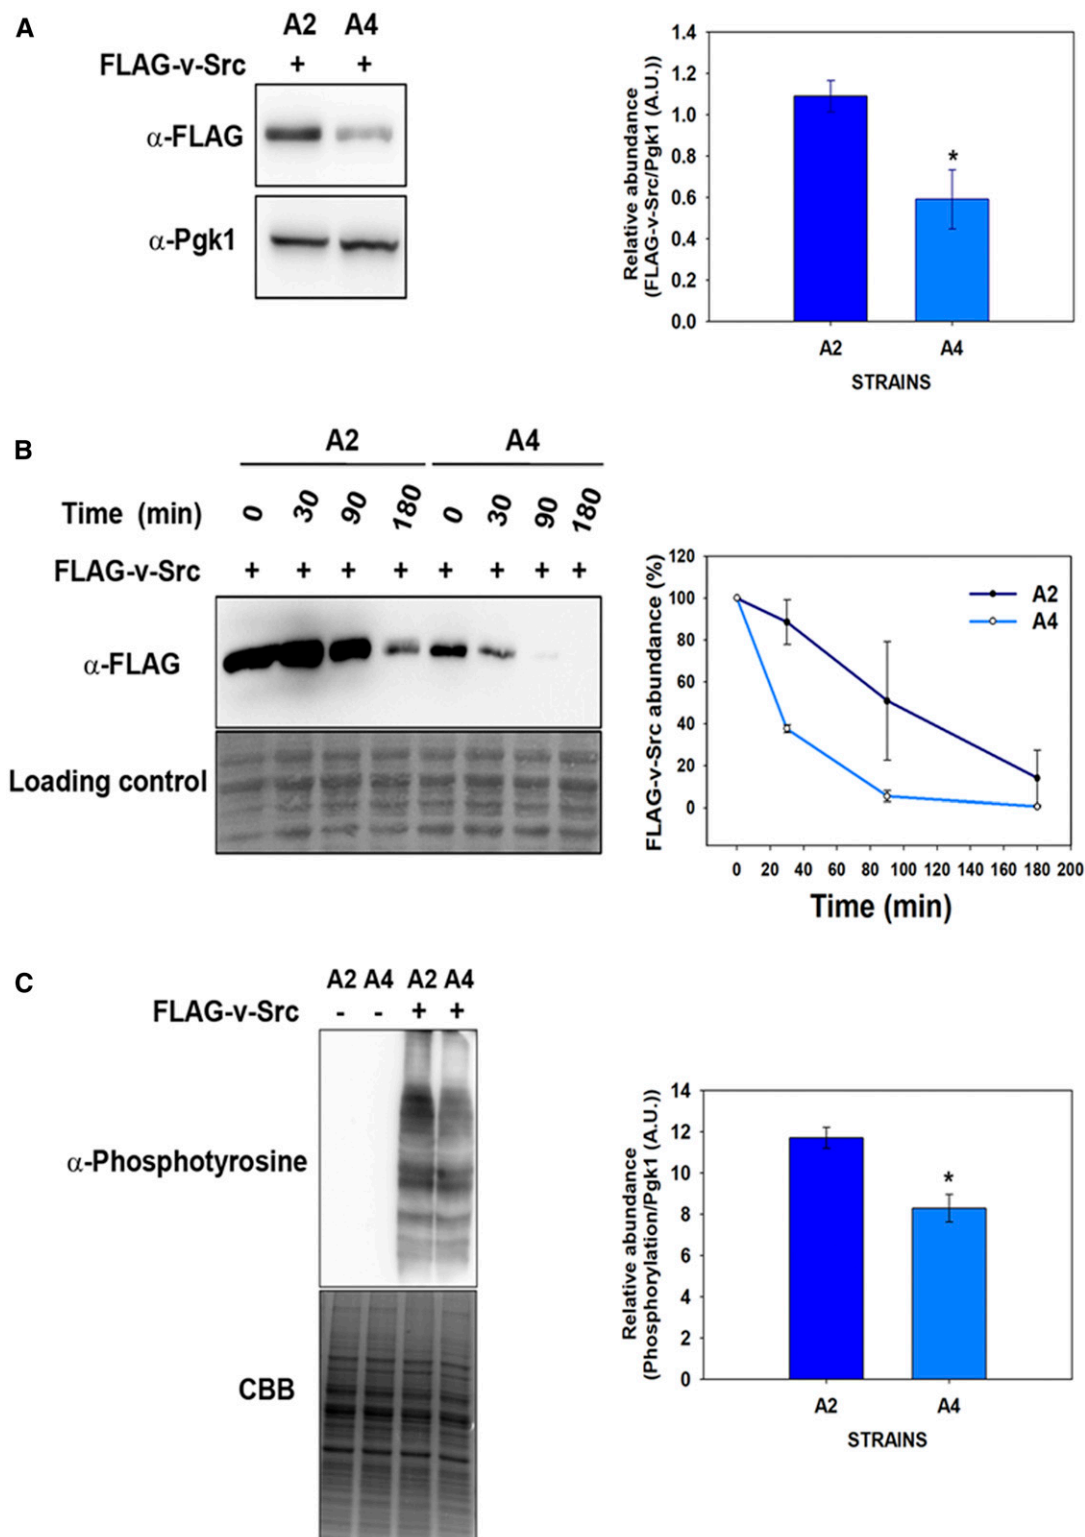 A
A2 A4
FLAG-v-Src + +
α-FLAG
α-Pgk1
Relative abundance
(FLAG-v-Src/Pgk1 (A.U.))
1.4
1.2
1.0
0.8
0.6
0.4
0.2
0.0
*
A2 A4
STRAINS
B
A2 A4
Time (min) 0 30 90 180 0 30 90 180
FLAG-v-Src + + + + + + + +
α-FLAG
Loading control
FLAG-v-Src abundance (%)
120
100
80
60
40
20
0
A2
A4
0 20 40 60 80 100 120 140 160 180 200
Time (min)
C
A2 A4 A2 A4
FLAG-v-Src - - + +
α-Phosphotyrosine
CBB
Relative abundance
(Phosphorylation/Pgk1 (A.U.))
14
12
10
8
6
4
2
0
*
A2 A4
STRAINS